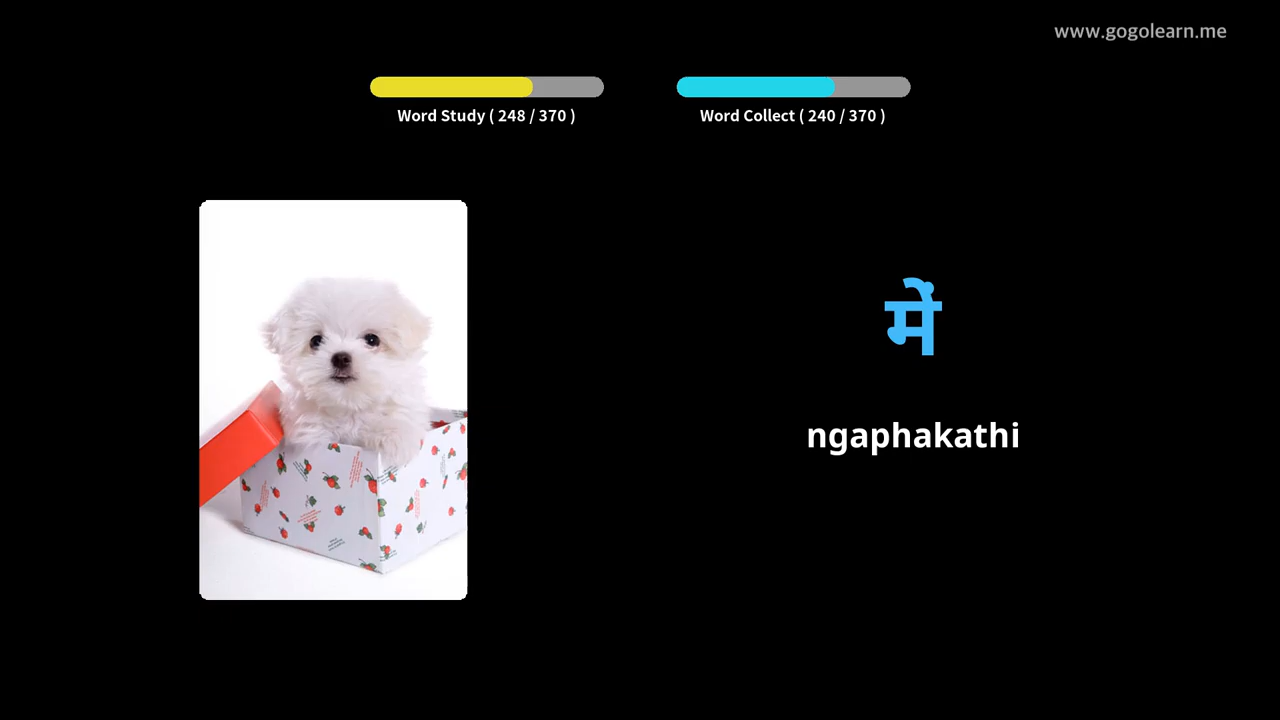 www.gogolearn.me
Word Study ( 248 / 370 )
Word Collect ( 240 / 370 )
में
ngaphakathi